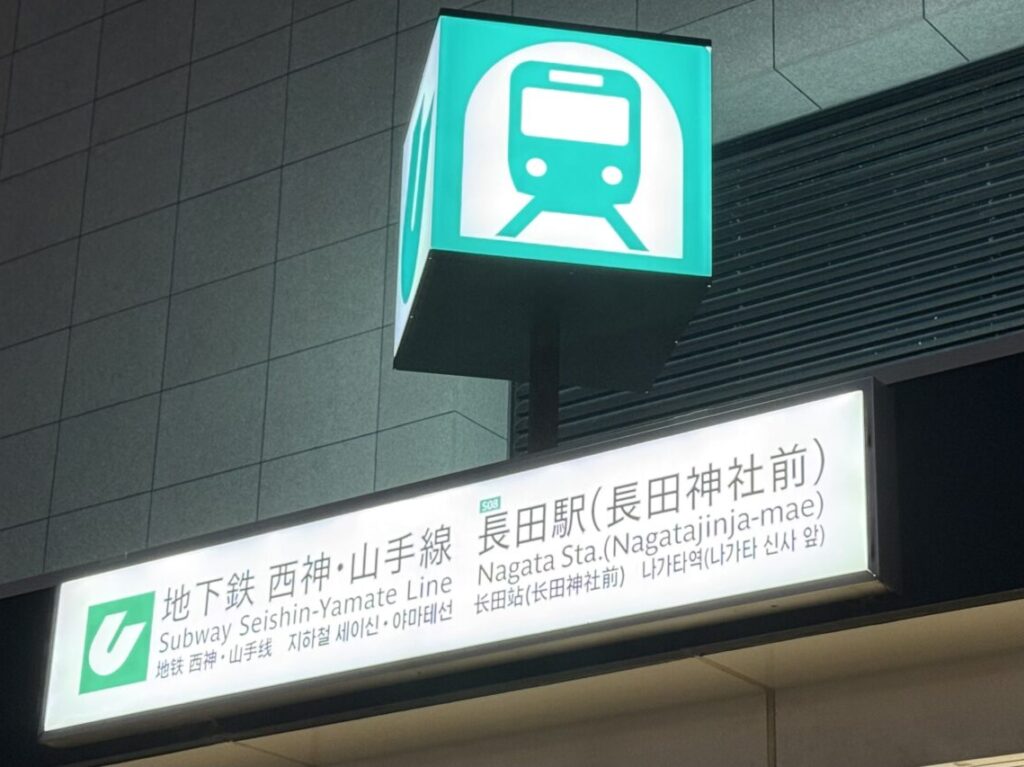 地下鉄 西神・山手線
Subway Seishin-Yamate Line
地铁 西神・山手线 지하철 세이신・야마테선
S08
長田駅(長田神社前)
Nagata Sta.(Nagatajinja-mae)
长田站(长田神社前) 나가타역(나가타 신사 앞)